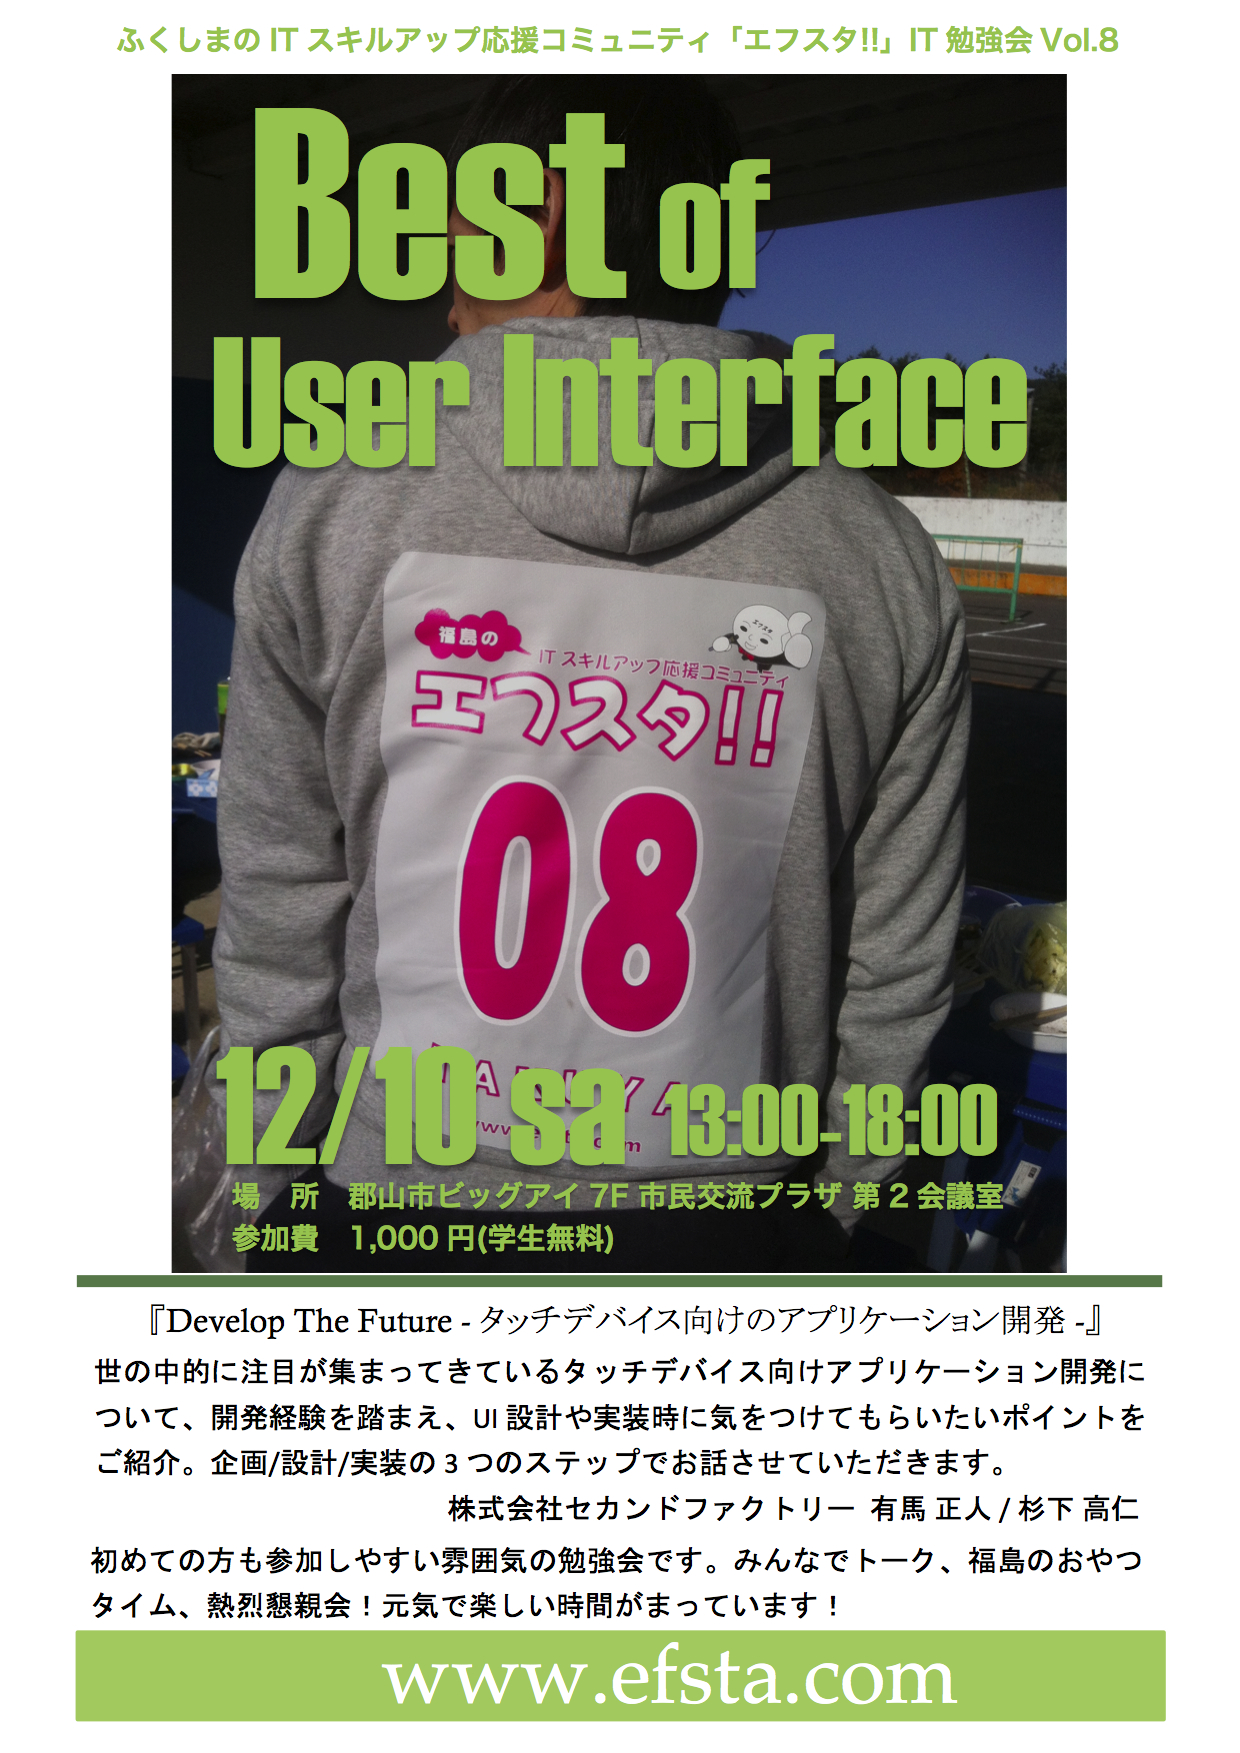 ふくしまの IT スキルアップ応援コミュニティ「エフスタ!!」IT 勉強会 Vol.8
Best of
User Interface
エフスタ
福島の
IT スキルアップ応援コミュニティ
エフスタ!!
08
12/10 sa 13:00-18:00
場　所　郡山市ビッグアイ 7F 市民交流プラザ 第 2 会議室
参加費　1,000 円(学生無料)
『Develop The Future - タッチデバイス向けのアプリケーション開発 -』
世の中的に注目が集まってきているタッチデバイス向けアプリケーション開発に
ついて、開発経験を踏まえ、UI 設計や実装時に気をつけてもらいたいポイントを
ご紹介。企画/設計/実装の 3 つのステップでお話させていただきます。
株式会社セカンドファクトリー 有馬 正人 / 杉下 高仁
初めての方も参加しやすい雰囲気の勉強会です。みんなでトーク、福島のおやつ
タイム、熱烈懇親会！元気で楽しい時間がまっています！
www.efsta.com